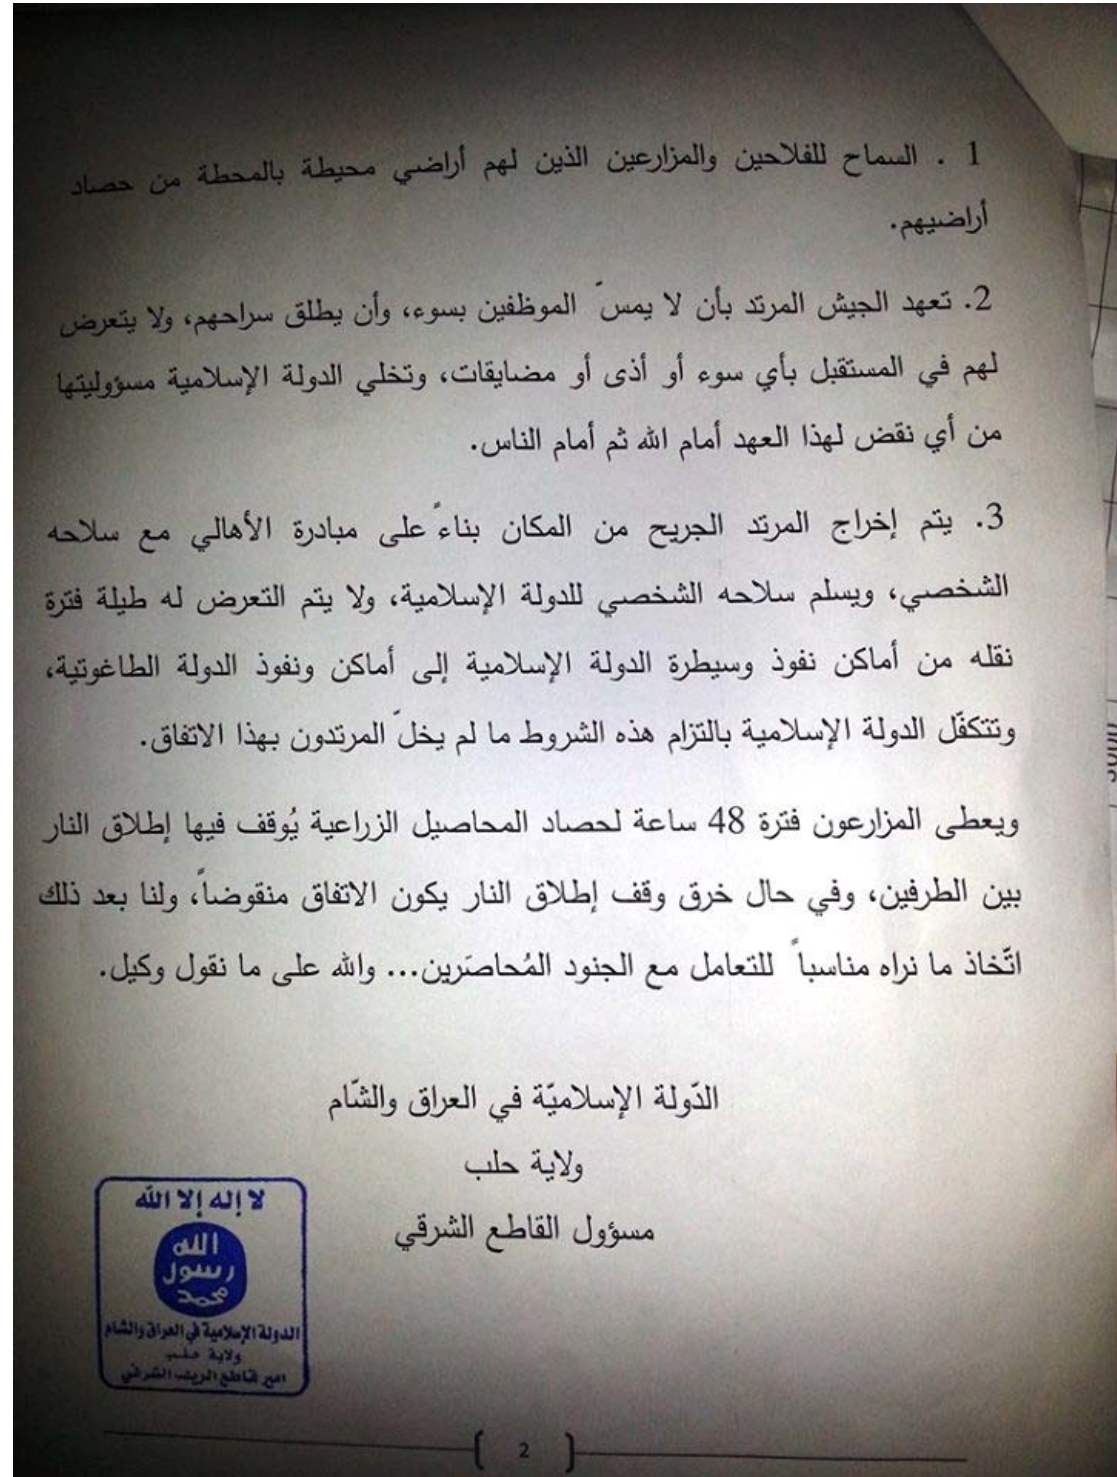 1 . السماح للفلاحين والمزارعين الذين لهم أراضي محيطة بالمحطة من حصاد
أراضيهم.
2. تعهد الجيش المرتد بأن لا يمسّ الموظفين بسوء، وأن يطلق سراحهم، ولا يتعرض
لهم في المستقبل بأي سوء أو أذى أو مضايقات، وتخلي الدولة الإسلامية مسؤوليتها
من أي نقض لهذا العهد أمام الله ثم أمام الناس.
3. يتم إخراج المرتد الجريح من المكان بناءً على مبادرة الأهالي مع سلاحه
الشخصي، ويسلم سلاحه الشخصي للدولة الإسلامية، ولا يتم التعرض له طيلة فترة
نقله من أماكن نفوذ وسيطرة الدولة الإسلامية إلى أماكن ونفوذ الدولة الطاغوتية،
وتتكفّل الدولة الإسلامية بالتزام هذه الشروط ما لم يخلّ المرتدون بهذا الاتفاق.
ويعطى المزارعون فترة 48 ساعة لحصاد المحاصيل الزراعية يُوقف فيها إطلاق النار
بين الطرفين، وفي حال خرق وقف إطلاق النار يكون الاتفاق منقوضاً، ولنا بعد ذلك
اتّخاذ ما نراه مناسباً للتعامل مع الجنود المُحاصَرين... والله على ما نقول وكيل.
الدّولة الإسلاميّة في العراق والشّام
ولاية حلب
مسؤول القاطع الشرقي
لا إله إلا الله
الله
رسول
محمد
الدولة الإسلامية في العراق والشام
ولاية حلب
امير قاطع الريف الشرقي
2